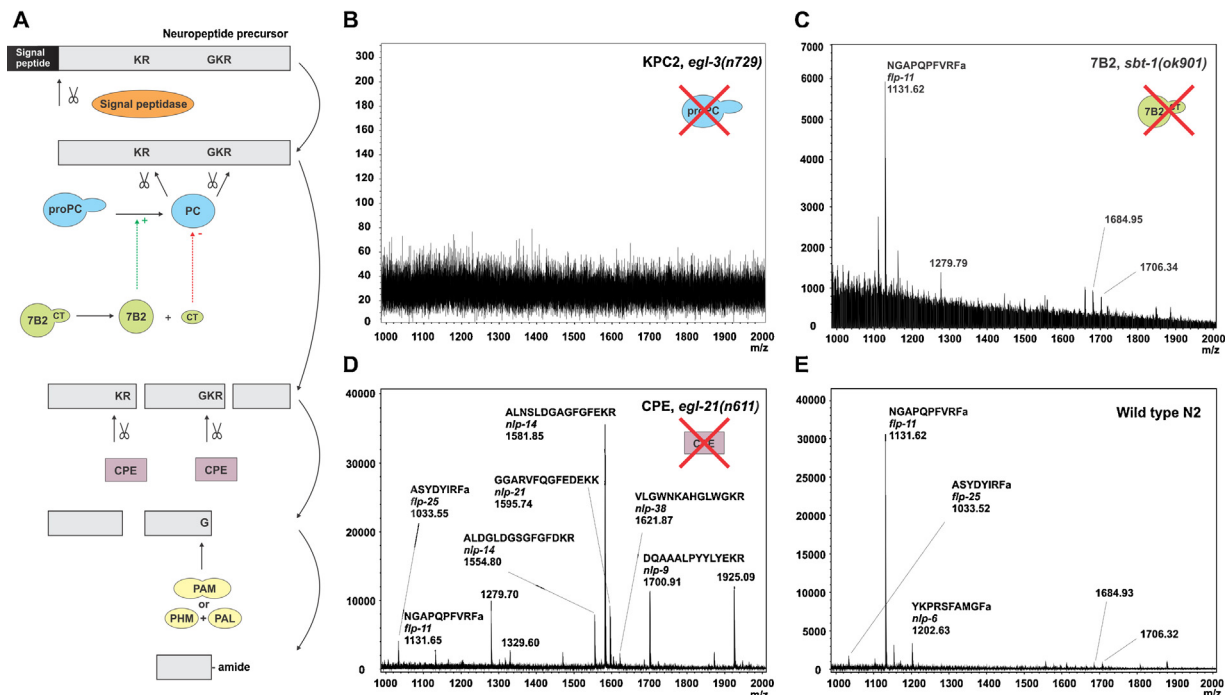 A
Neuropeptide precursor
Signal
peptide
KR
GKR
Signal peptidase
KR
GKR
proPC
PC
+
-
7B2
CT
7B2
+
CT
KR
GKR
CPE
CPE
G
PAM
or
PHM
+
PAL
- amide
B
KPC2, egl-3(n729)
proPC
300
280
260
240
220
200
180
160
140
120
100
80
60
40
20
0
1000 1100 1200 1300 1400 1500 1600 1700 1800 1900 2000
m/z
C
7B2, sbt-1(ok901)
7B2
CT
NGAPQPFVRFa
flp-11
1131.62
1279.79
1684.95
1706.34
7000
6000
5000
4000
3000
2000
1000
0
1000 1100 1200 1300 1400 1500 1600 1700 1800 1900 2000
m/z
D
CPE, egl-21(n611)
CPE
ALNSLDGAGFGFEKR
nlp-14
1581.85
GGARVFQGFEDEKK
nlp-21
1595.74
ASYDYIRFa
flp-25
1033.55
VLGWNKAHGLWGKR
nlp-38
1621.87
ALDGLDGSGFGFDKR
nlp-14
1554.80
DQAAALPYYLYEKR
nlp-9
1700.91
1925.09
NGAPQPFVRFa
flp-11
1131.65
1279.70
1329.60
40000
30000
20000
10000
0
1000 1100 1200 1300 1400 1500 1600 1700 1800 1900 2000
m/z
E
Wild type N2
NGAPQPFVRFa
flp-11
1131.62
ASYDYIRFa
flp-25
1033.52
YKPRSFAMGFa
nlp-6
1202.63
1684.93
1706.32
40000
35000
30000
25000
20000
15000
10000
5000
0
1000 1100 1200 1300 1400 1500 1600 1700 1800 1900 2000
m/z